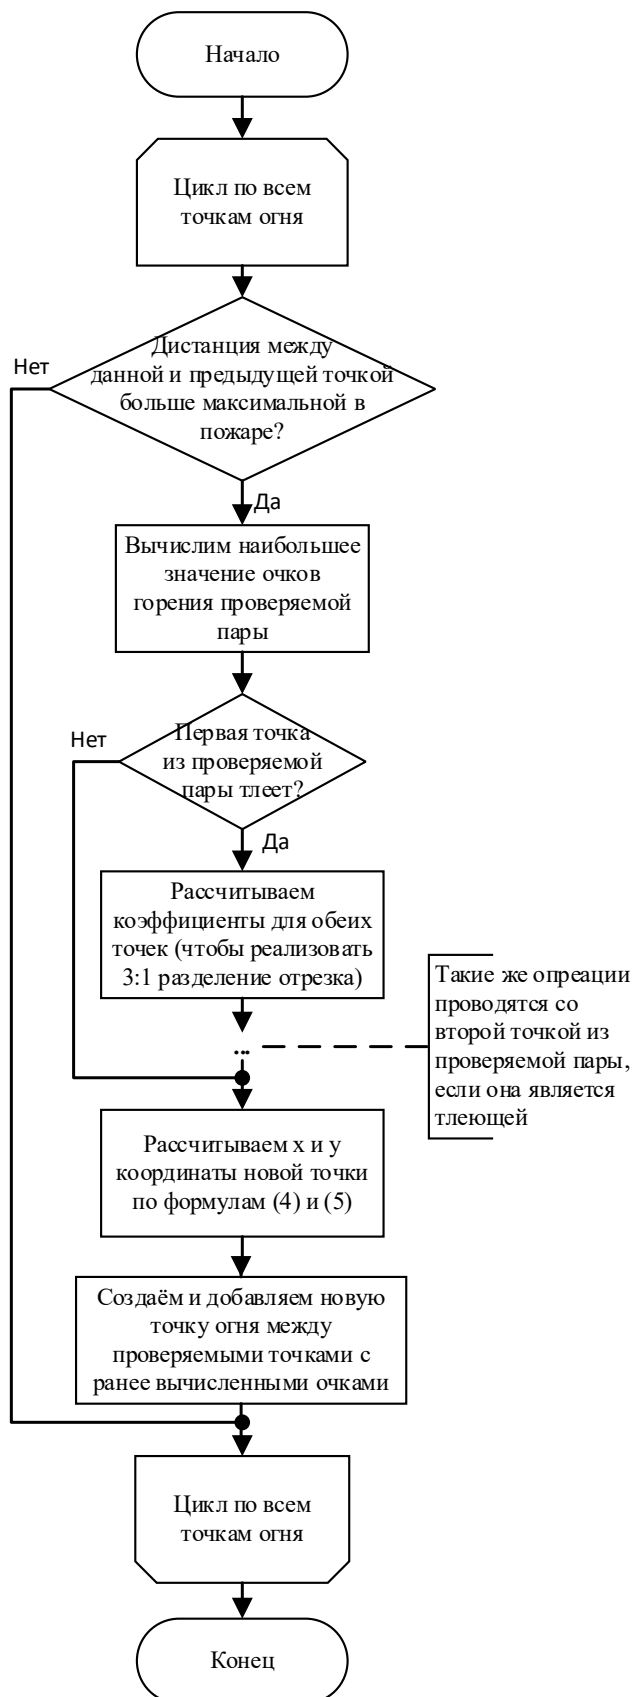 Начало
Цикл по всем
точкам огня
Дистанция между
данной и предыдущей точкой
больше максимальной в
пожаре?
Нет
Да
Вычислим наибольшее
значение очков
горения проверяемой
пары
Первая точка
из проверяемой
пары тлеет?
Нет
Да
Рассчитываем
коэффициенты для обеих
точек (чтобы реализовать
3:1 разделение отрезка)
...
Такие же опреации
проводятся со
второй точкой из
проверяемой пары,
если она является
тлеющей
Рассчитываем x и y
координаты новой точки
по формулам (4) и (5)
Создаём и добавляем новую
точку огня между
проверяемыми точками с
ранее вычисленными очками
Цикл по всем
точкам огня
Конец